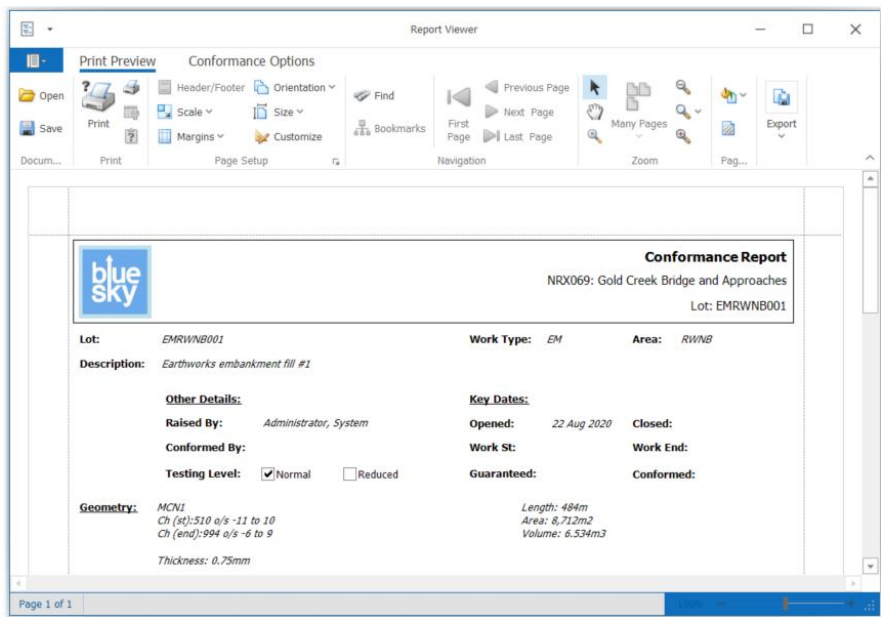 Report Viewer
Print Preview Conformance Options
Open
Save
Docum...
Print
Print
Header/Footer
Scale
Margins
Orientation
Size
Customize
Page Setup
Find
Bookmarks
First Page
Previous Page
Next Page
Last Page
Navigation
Many Pages
Zoom
Pag...
Export
blue sky
Conformance Report
NRX069: Gold Creek Bridge and Approaches
Lot: EMRWNB001
Lot: EMRWNB001 Work Type: EM Area: RWNB
Description: Earthworks embankment fill #1
Other Details: Key Dates:
Raised By: Administrator, System Opened: 22 Aug 2020 Closed:
Conformed By: Work St: Work End:
Testing Level: Normal Reduced Guaranteed: Conformed:
Geometry: MCN1 Length: 484m
Ch (st):510 o/s -11 to 10 Area: 8,712m2
Ch (end):994 o/s -6 to 9 Volume: 6.534m3
Thickness: 0.75mm
Page 1 of 1 100%